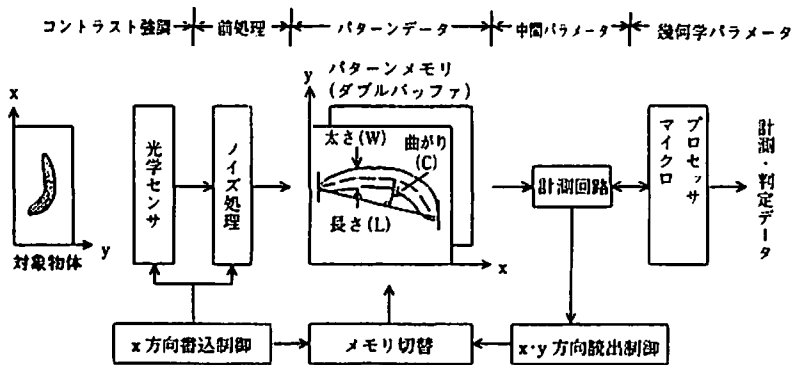 コントラスト強調 前処理 パターンデータ 中間パラメータ 幾何学パラメータ
x
y
対象物体
光学センサ
ノイズ処理
y
パターンメモリ
(ダブルバッファ)
太さ(W)
曲がり
(C)
長さ(L)
x
計測回路
マイクロ
プロセッサ
計測・判定データ
x方向書込制御
メモリ切替
x・y方向読出制御